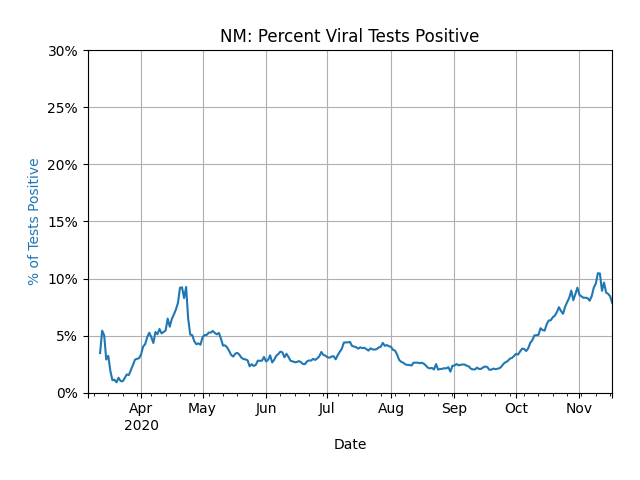 NM: Percent Viral Tests Positive
30%
25%
20%
15%
10%
5%
0%
% of Tests Positive
Apr May Jun Jul Aug Sep Oct Nov
2020
Date